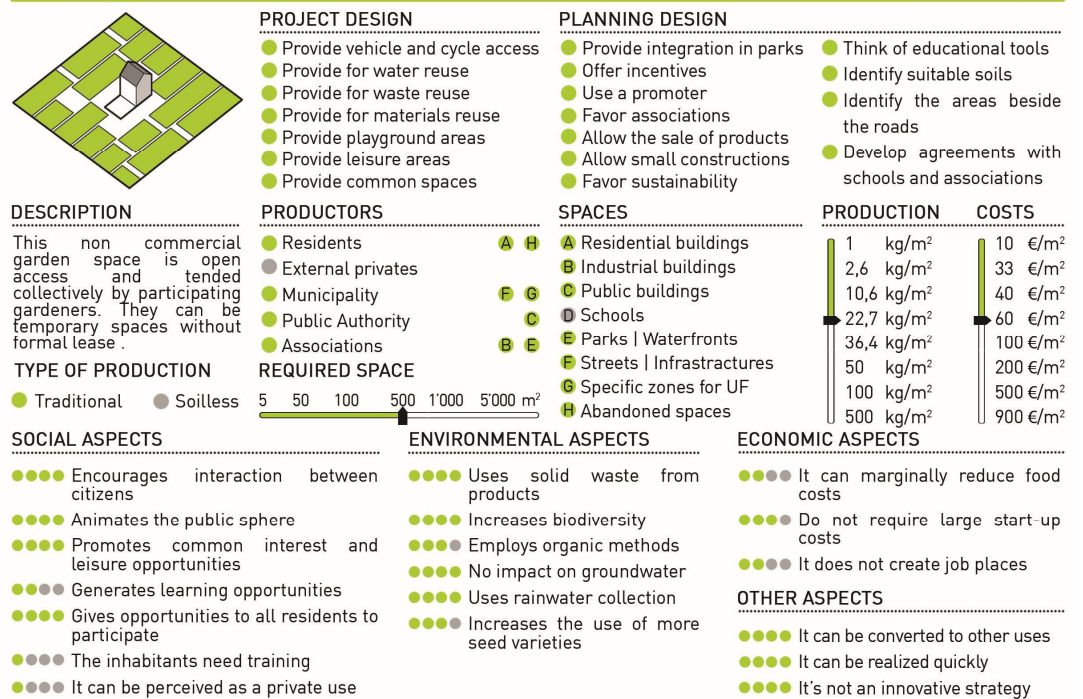 PROJECT DESIGN
Provide vehicle and cycle access
Provide for water reuse
Provide for waste reuse
Provide for materials reuse
Provide playground areas
Provide leisure areas
Provide common spaces
PLANNING DESIGN
Provide integration in parks
Offer incentives
Use a promoter
Favor associations
Allow the sale of products
Allow small constructions
Favor sustainability
Think of educational tools
Identify suitable soils
Identify the areas beside
the roads
Develop agreements with
schools and associations
DESCRIPTION
This non commercial
garden space is open
access and tended
collectively by participating
gardeners. They can be
temporary spaces without
formal lease .
TYPE OF PRODUCTION
Traditional Soilless
PRODUCTORS
Residents A H
External privates
Municipality F G
Public Authority C
Associations B E
REQUIRED SPACE
5 50 100 500 1'000 5'000 m²
SPACES
A Residential buildings
B Industrial buildings
C Public buildings
D Schools
E Parks | Waterfronts
F Streets | Infrastractures
G Specific zones for UF
H Abandoned spaces
PRODUCTION
1 kg/m²
2,6 kg/m²
10,6 kg/m²
22,7 kg/m²
36,4 kg/m²
50 kg/m²
100 kg/m²
500 kg/m²
COSTS
10 €/m²
33 €/m²
40 €/m²
60 €/m²
100 €/m²
200 €/m²
500 €/m²
900 €/m²
SOCIAL ASPECTS
Encourages interaction between
citizens
Animates the public sphere
Promotes common interest and
leisure opportunities
Generates learning opportunities
Gives opportunities to all residents to
participate
The inhabitants need training
It can be perceived as a private use
ENVIRONMENTAL ASPECTS
Uses solid waste from
products
Increases biodiversity
Employs organic methods
No impact on groundwater
Uses rainwater collection
Increases the use of more
seed varieties
ECONOMIC ASPECTS
It can marginally reduce food
costs
Do not require large start-up
costs
It does not create job places
OTHER ASPECTS
It can be converted to other uses
It can be realized quickly
It's not an innovative strategy